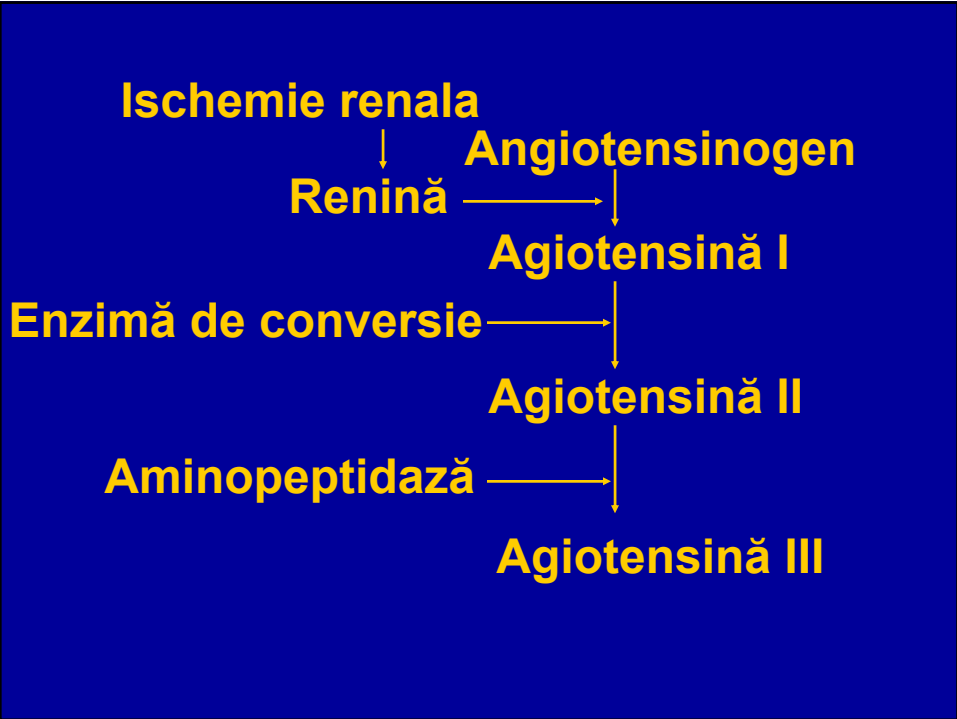 Ischemie renala
Angiotensinogen
Renină
Agiotensină I
Enzimă de conversie
Agiotensină II
Aminopeptidază
Agiotensină III